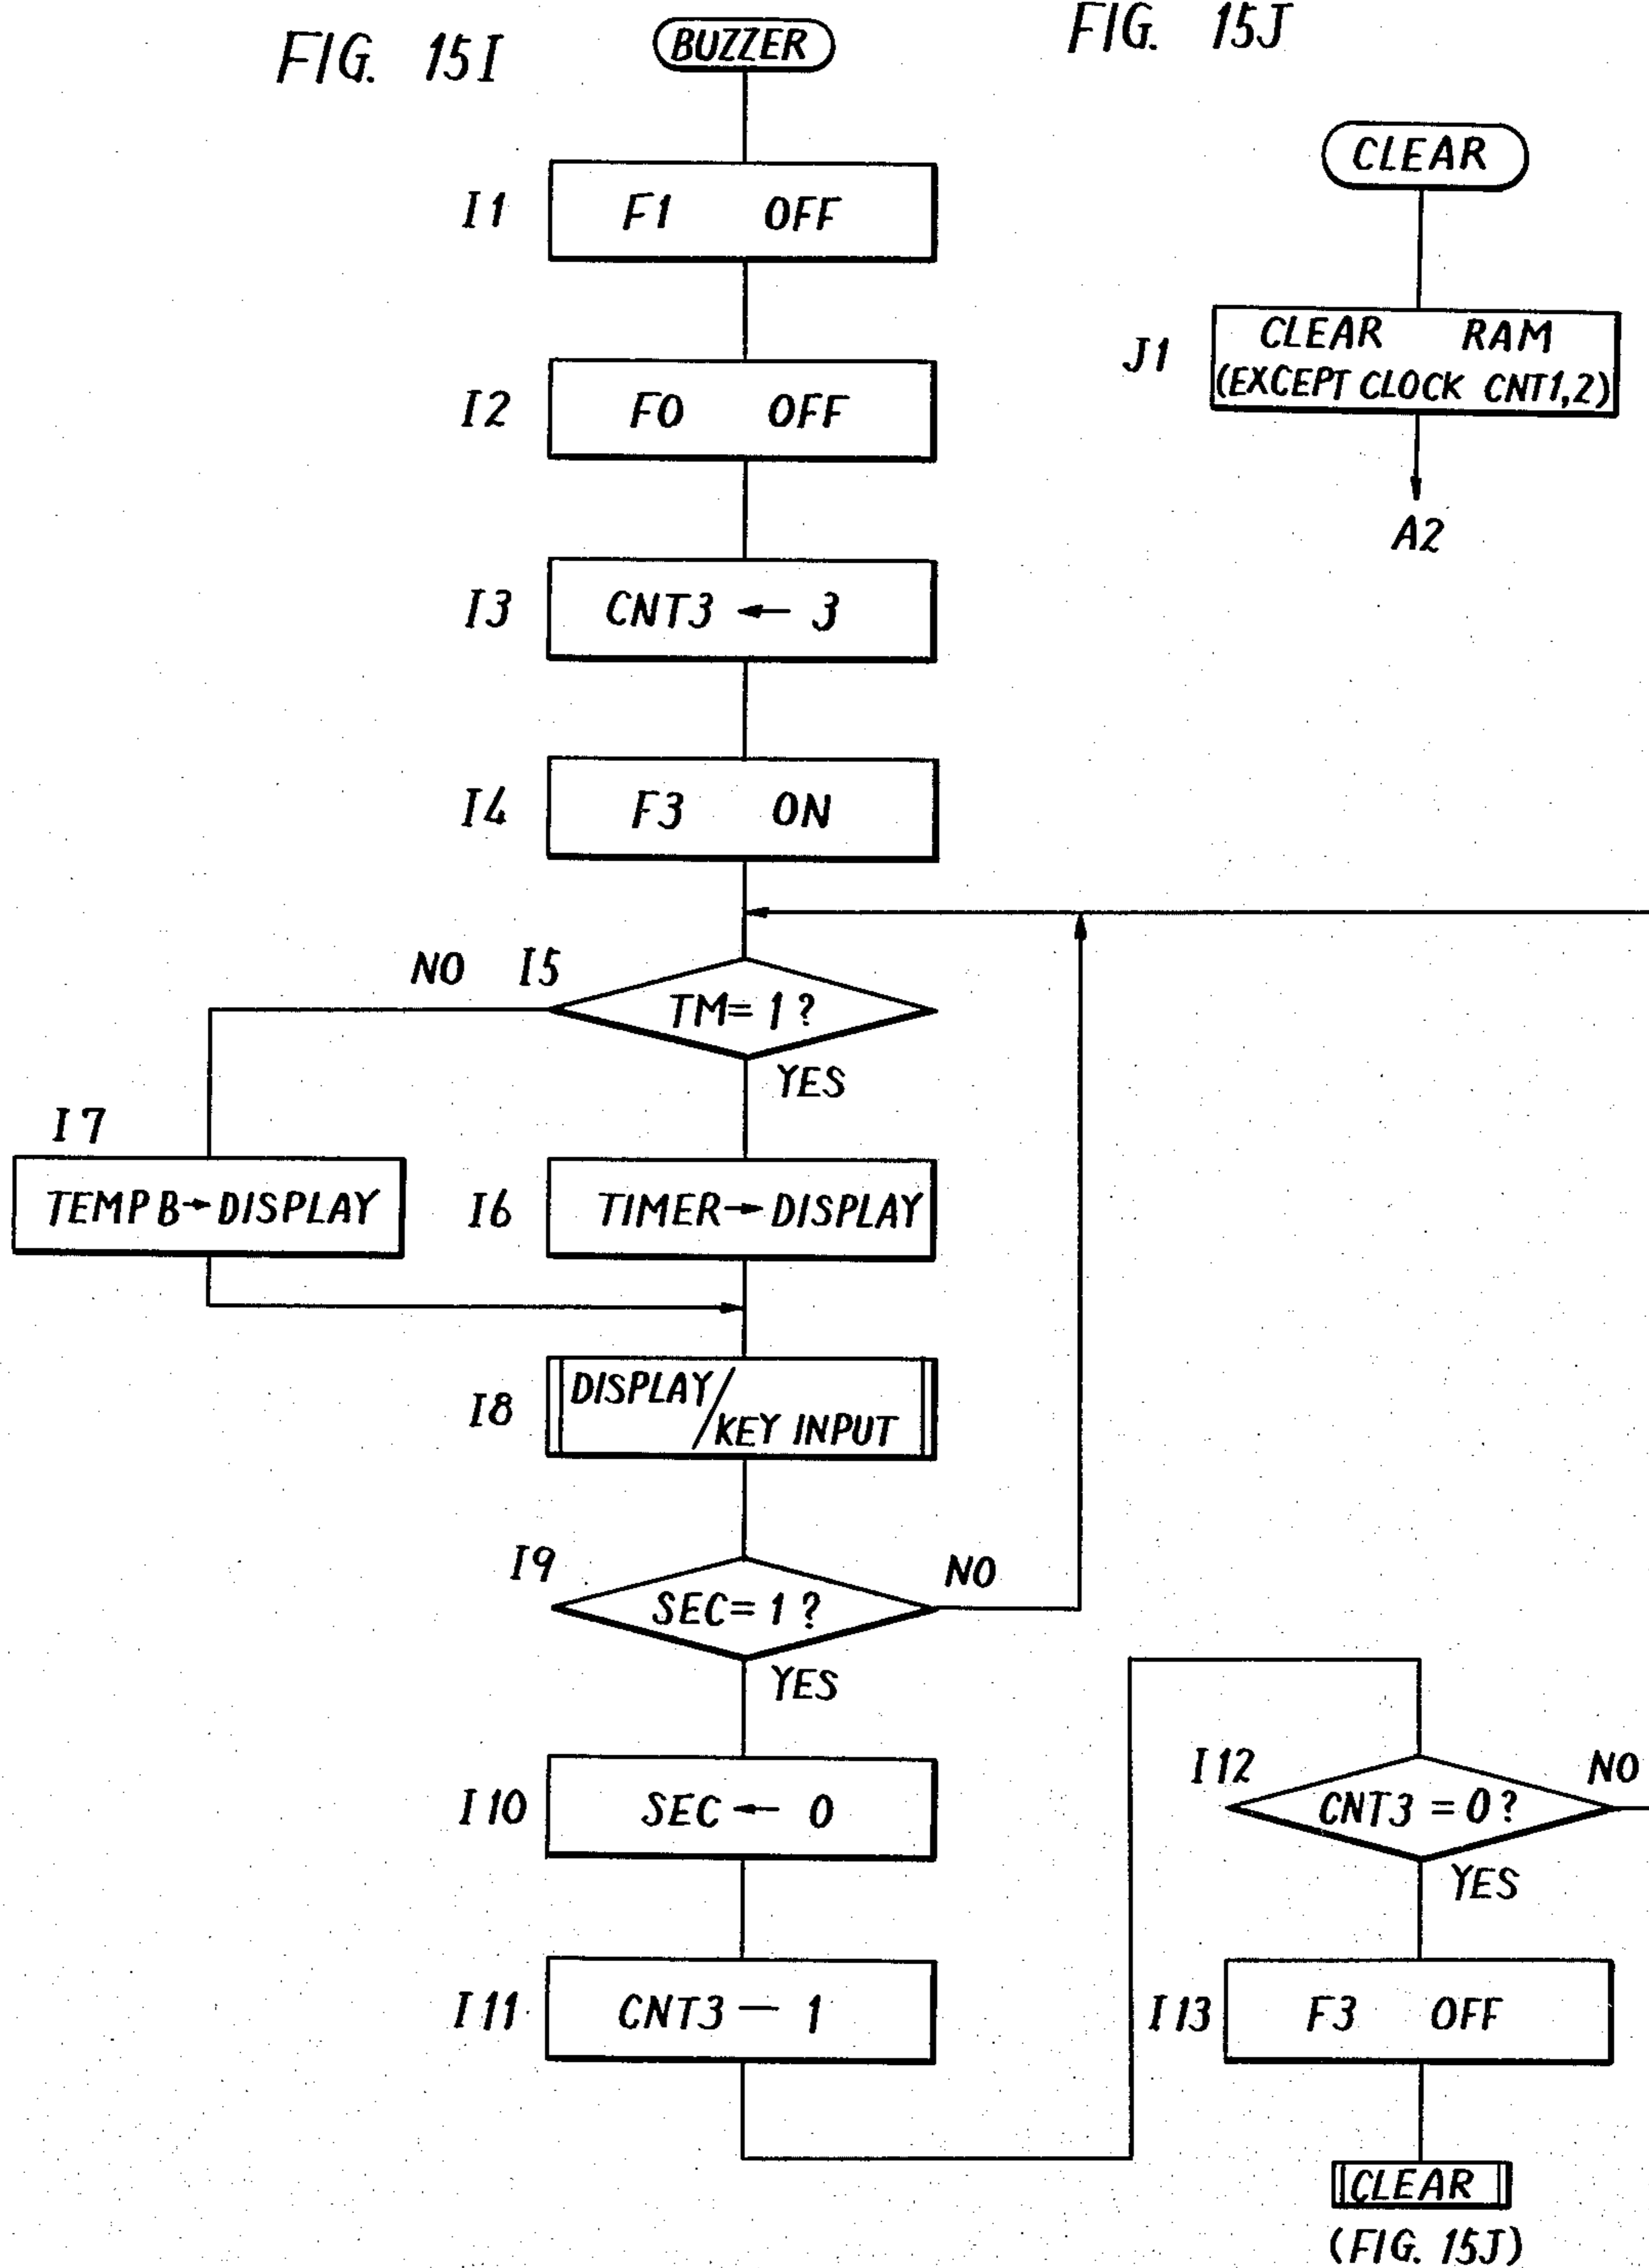 FIG. 15I
BUZZER
I1
F1 OFF
I2
F0 OFF
I3
CNT3 ← 3
I4
F3 ON
NO
I5
TM=1?
YES
I7
TEMP B→DISPLAY
I6
TIMER→DISPLAY
I8
DISPLAY/
KEY INPUT
I9
SEC=1?
NO
YES
I10
SEC ← 0
I11
CNT3 – 1
I12
CNT3 =0?
NO
YES
I13
F3 OFF
CLEAR
(FIG. 15J)
FIG. 15J
CLEAR
J1
CLEAR RAM
(EXCEPT CLOCK CNT1,2)
A2